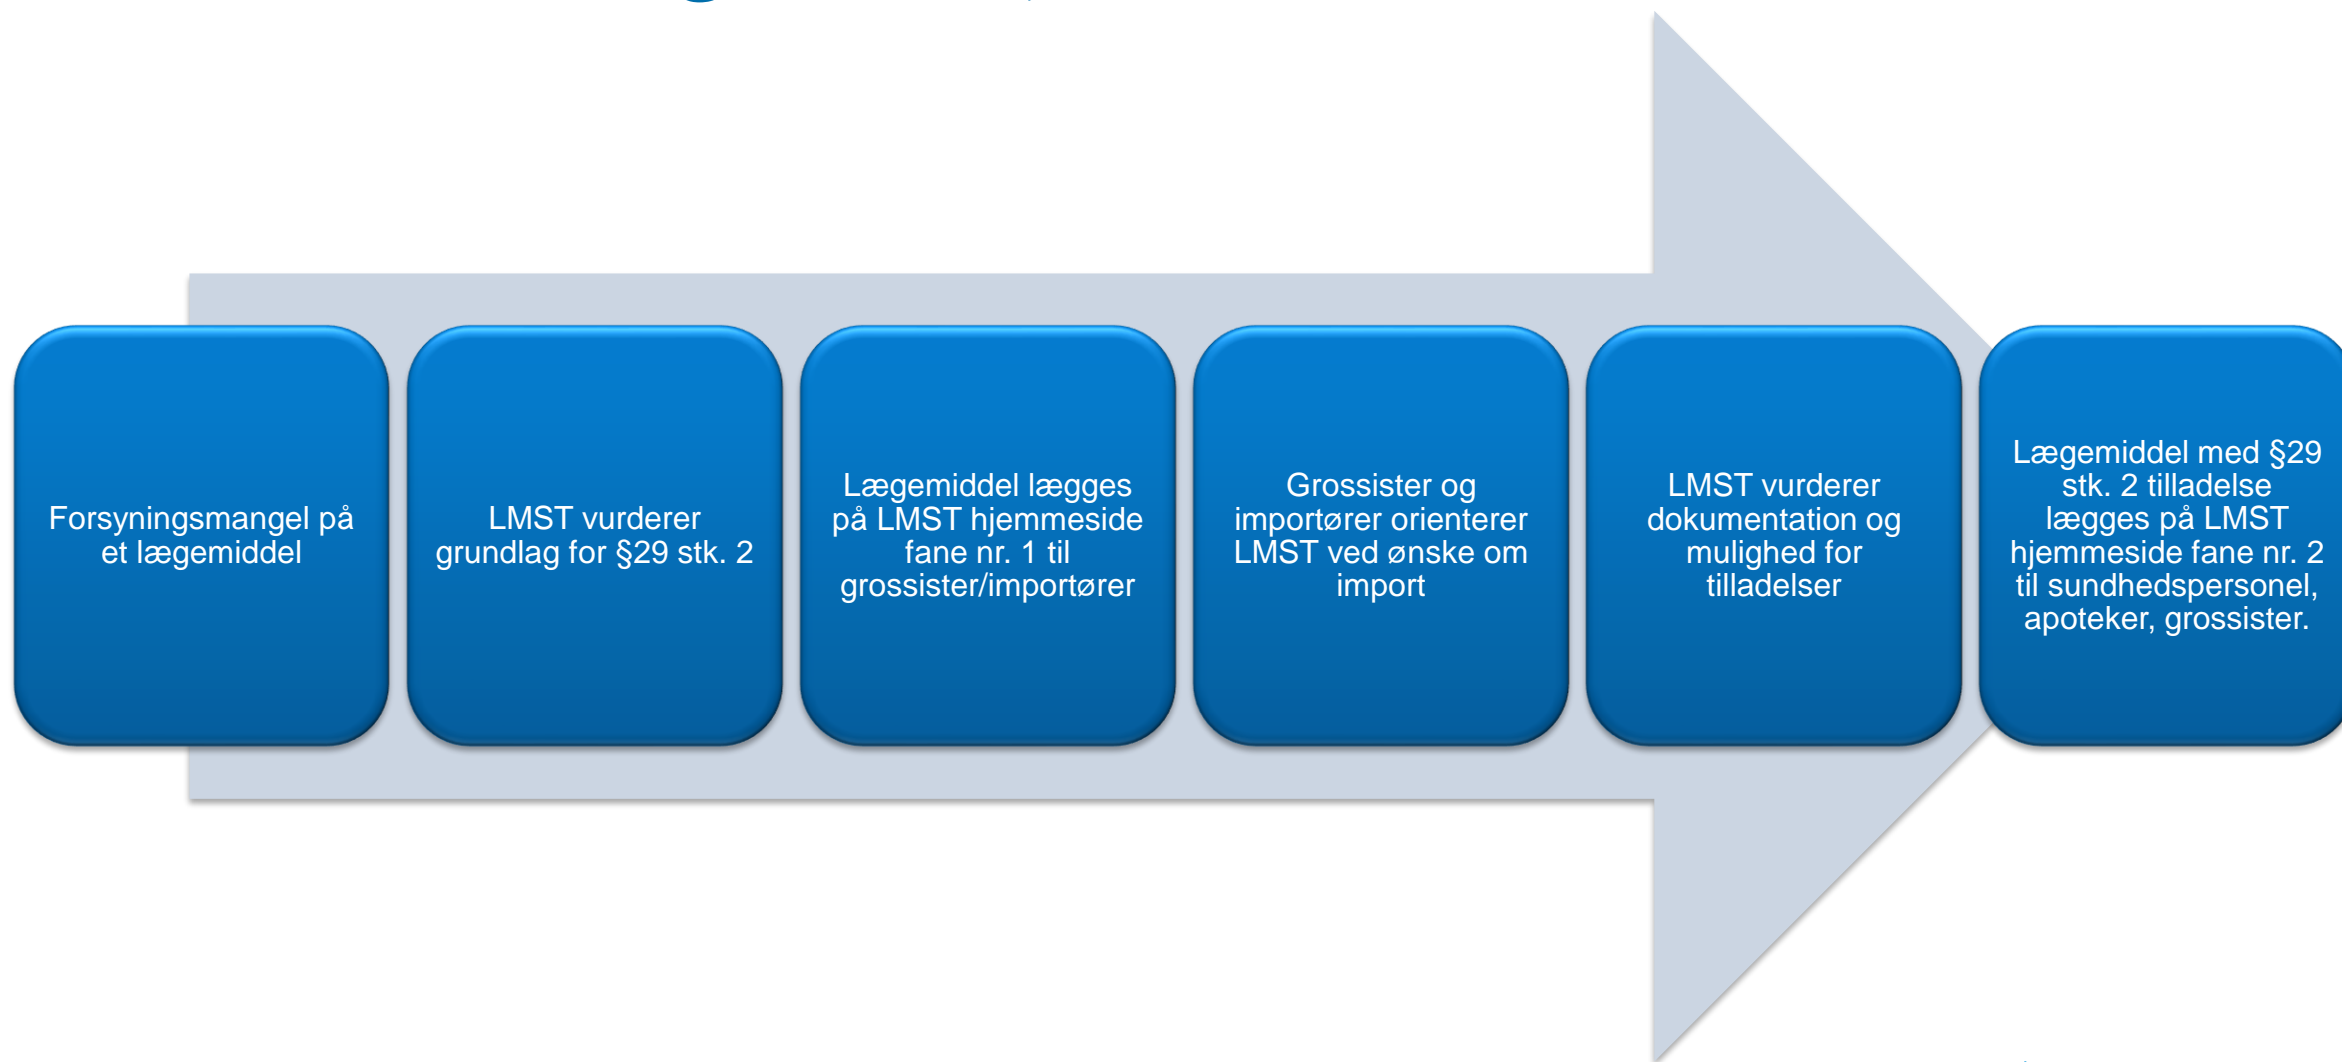 Forsyningsmangel på
et lægemiddel
LMST vurderer
grundlag for §29 stk. 2
Lægemiddel lægges
på LMST hjemmeside
fane nr. 1 til
grossister/importører
Grossister og
importører orienterer
LMST ved ønske om
import
LMST vurderer
dokumentation og
mulighed for
tilladelser
Lægemiddel med §29
stk. 2 tilladelse
lægges på LMST
hjemmeside fane nr. 2
til sundhedspersonel,
apoteker, grossister.